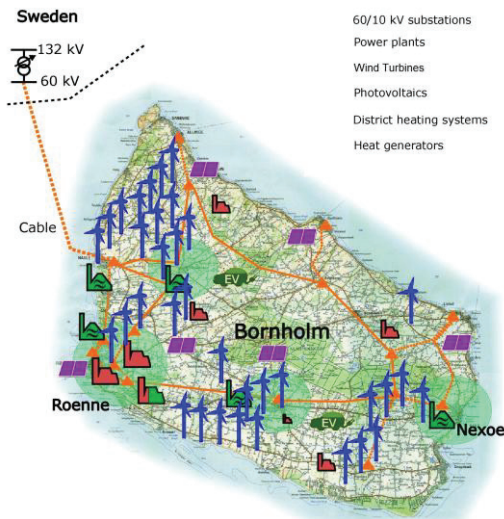 Sweden
132 kV
60 kV
Cable
60/10 kV substations
Power plants
Wind Turbines
Photovoltaics
District heating systems
Heat generators
EV
Bornholm
Roenne
EV
Nexoe